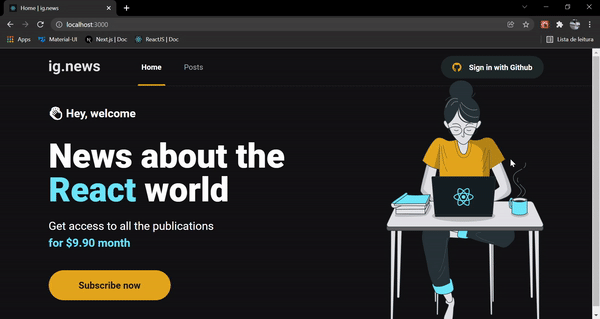 Home | ig.news
localhost:3000
Apps
Material-UI
Next.js | Doc
ReactJS | Doc
Lista de leitura
ig.news
Home
Posts
Sign in with Github
Hey, welcome
News about the
React world
Get access to all the publications
for $9.90 month
Subscribe now